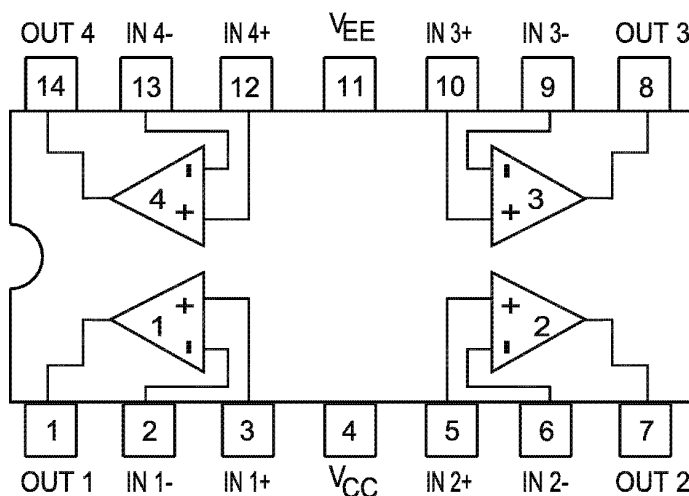 OUT 4 IN 4- IN 4+ VEE IN 3+ IN 3- OUT 3
14 13 12 11 10 9 8
4 3
1 2
1 2 3 4 5 6 7
OUT 1 IN 1- IN 1+ VCC IN 2+ IN 2- OUT 2